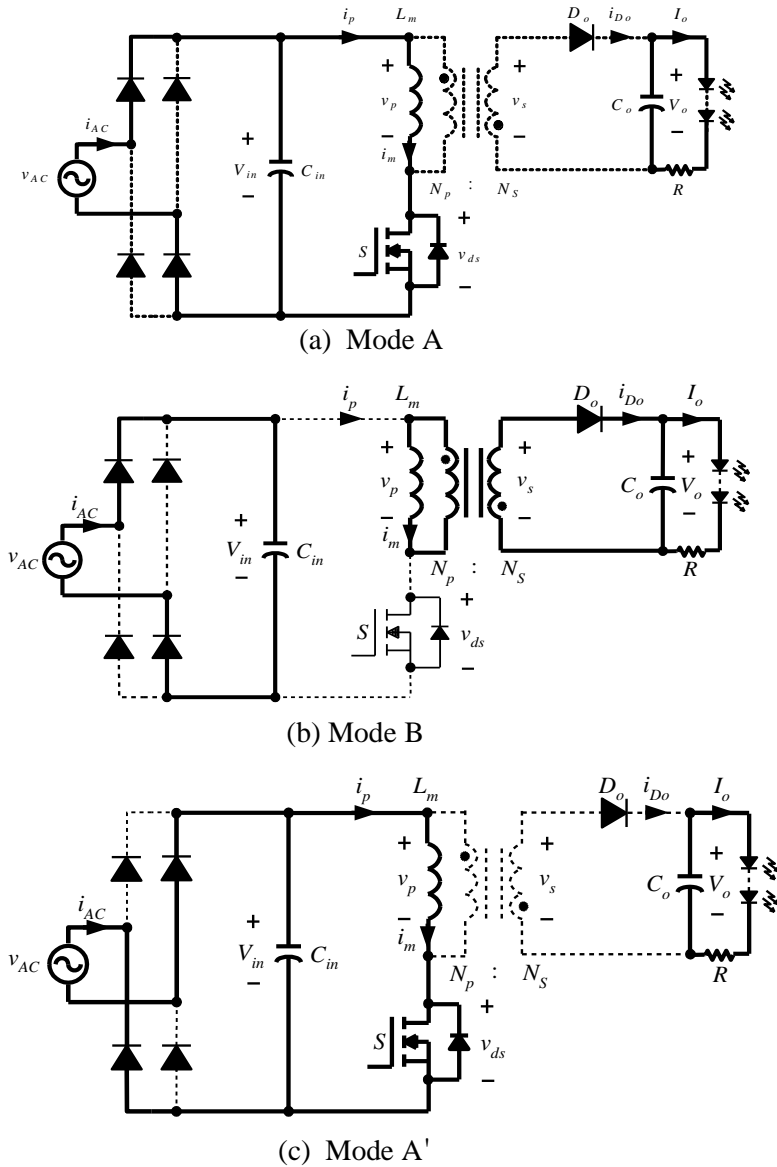 i_p L_m D_o i_Do I_o
+ + +
i_AC v_p v_s C_o V_o
+ − − −
v_AC V_in C_in i_m
− N_p : N_S R
+
S v_ds
−
(a) Mode A
i_p L_m D_o i_Do I_o
+ + +
i_AC v_p v_s C_o V_o
+ − − −
v_AC V_in C_in i_m
− N_p : N_S R
+
S v_ds
−
(b) Mode B
i_p L_m D_o i_Do I_o
+ + +
i_AC v_p v_s C_o V_o
+ − − −
v_AC V_in C_in i_m
− N_p : N_S R
+
S v_ds
−
(c) Mode A'